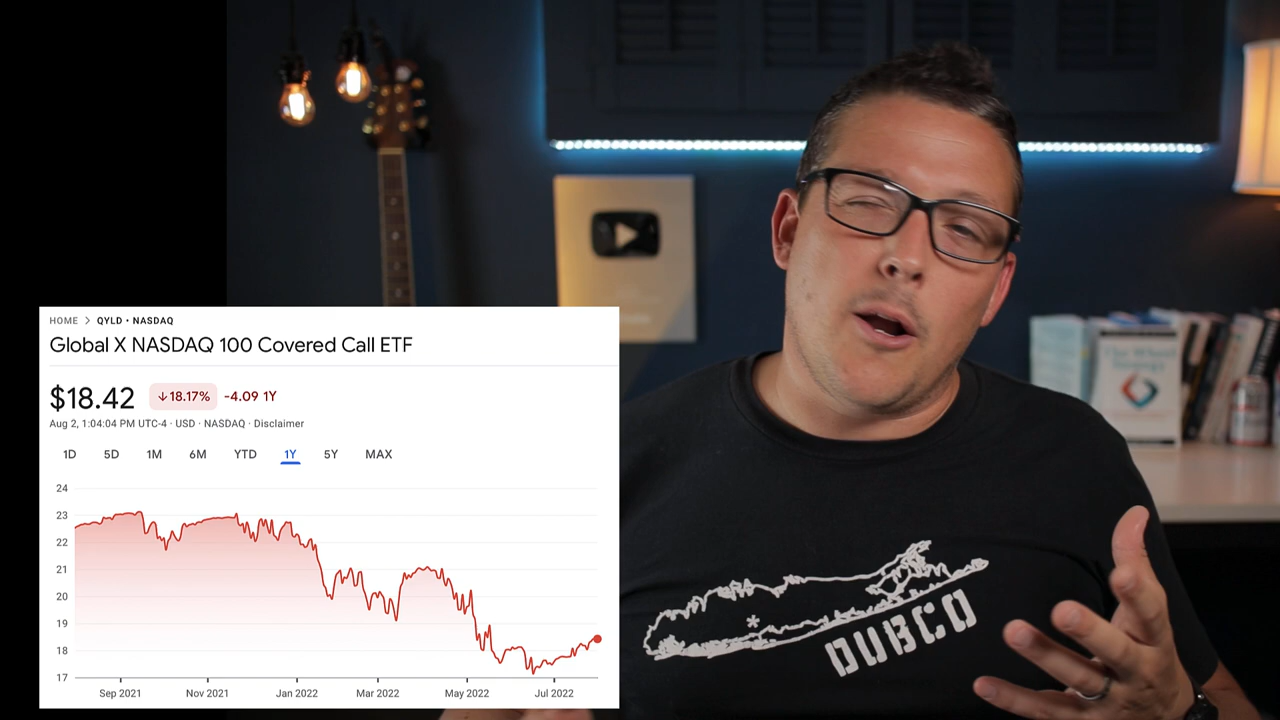 HOME > QYLD • NASDAQ
Global X NASDAQ 100 Covered Call ETF
$18.42 ↓18.17% -4.09 1Y
Aug 2, 1:04:04 PM UTC-4 · USD · NASDAQ · Disclaimer
1D 5D 1M 6M YTD 1Y 5Y MAX
24
23
22
21
20
19
18
17
Sep 2021 Nov 2021 Jan 2022 Mar 2022 May 2022 Jul 2022
DUBCO